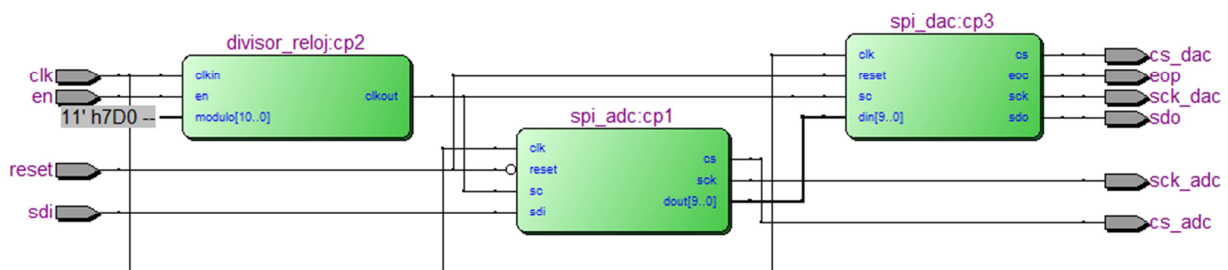 spi_dac:cp3
divisor_reloj:cp2
clk cs cs_dac
clk clkin reset eoc eop
en en clkout sc sck sck_dac
11' h7D0 -- modulo[10..0] din[9..0] sdo sdo
spi_adc:cp1
clk cs
reset reset sck sck_adc
sc dout[9..0]
sdi sdi cs_adc